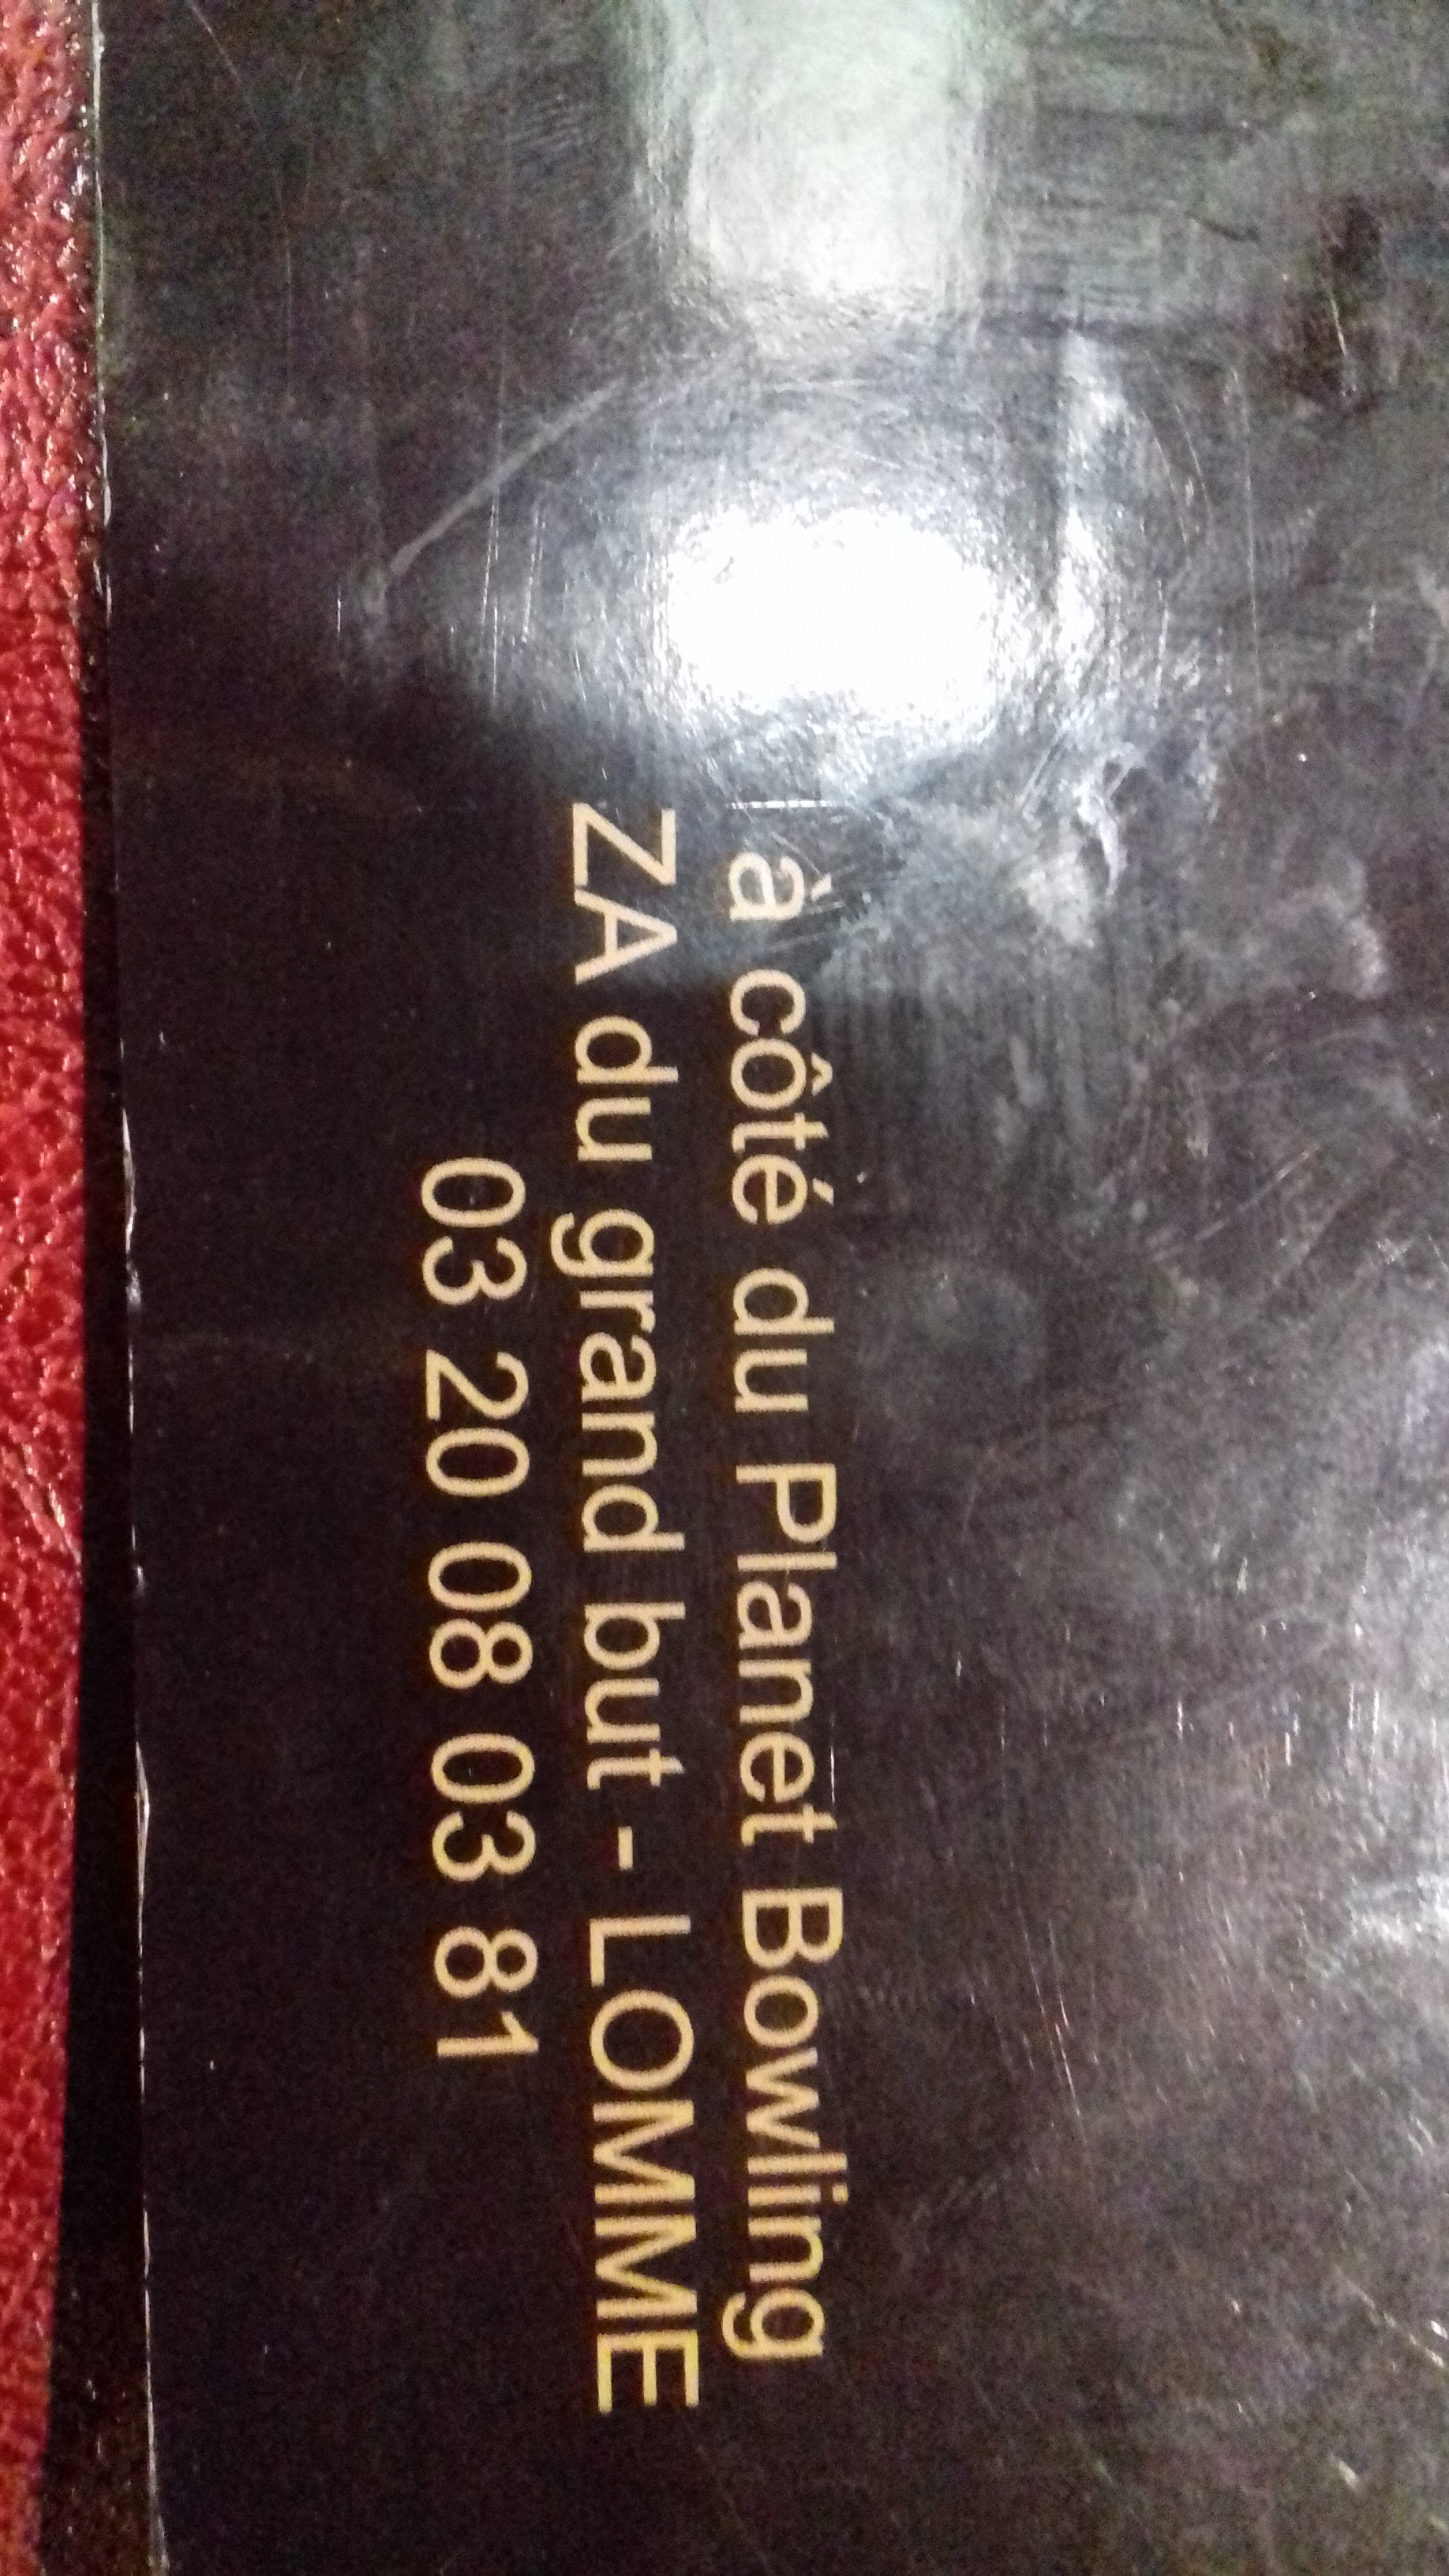 à côté du Planet Bowling
ZA du grand but - LOMME
03 20 08 03 81